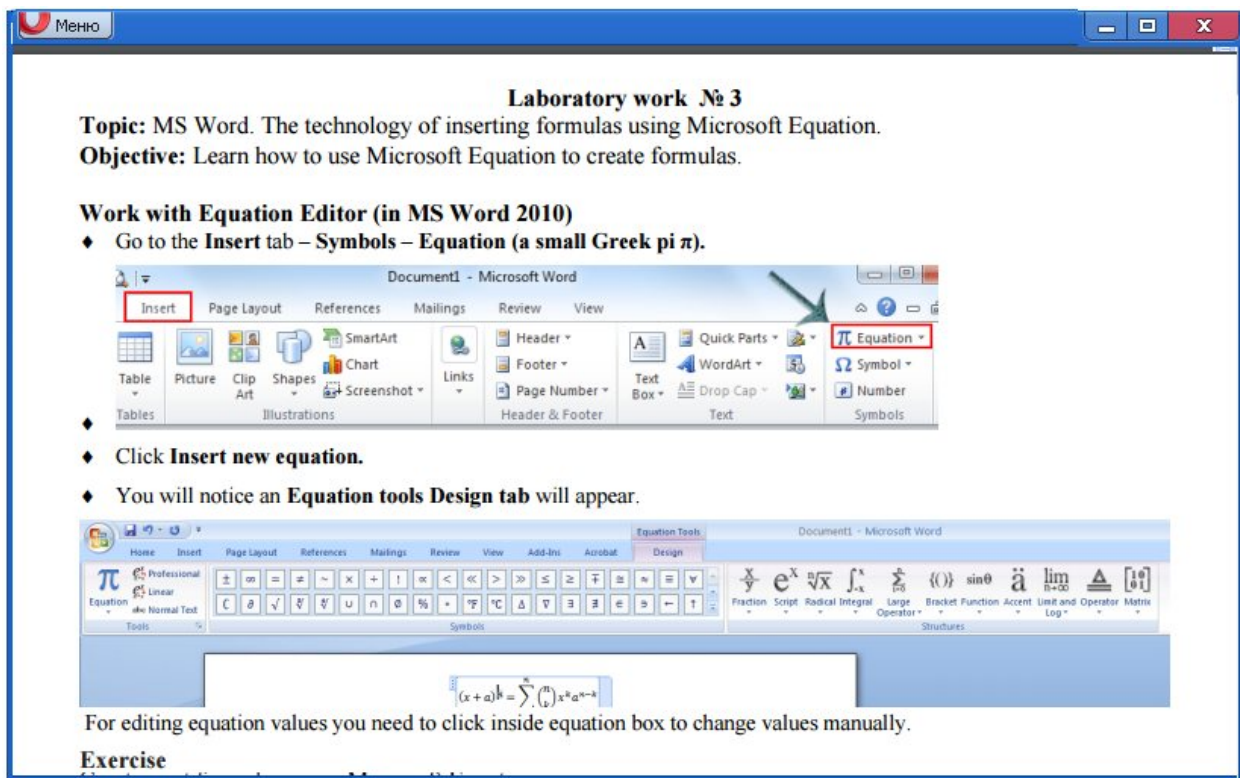 Меню
Laboratory work № 3
Topic: MS Word. The technology of inserting formulas using Microsoft Equation.
Objective: Learn how to use Microsoft Equation to create formulas.
Work with Equation Editor (in MS Word 2010)
♦ Go to the Insert tab – Symbols – Equation (a small Greek pi π).
Document1 - Microsoft Word
Insert Page Layout References Mailings Review View
SmartArt Header Quick Parts π Equation
Chart Footer WordArt Ω Symbol
Table Picture Clip Art Shapes Screenshot Links Page Number Text Box Drop Cap Number
Tables Illustrations Header & Footer Text Symbols
♦
♦ Click Insert new equation.
♦ You will notice an Equation tools Design tab will appear.
Equation Tools Document1 - Microsoft Word
Home Insert Page Layout References Mailings Review View Add-Ins Acrobat Design
π Professional ± ∞ = ≠ ~ × + ! ∝ < ≪ > ≫ ≤ ≥ ∓ ≅ ≈ ≡ ∀
Linear
Equation Normal Text ∁ ∂ √ ∛ ∜ ∪ ∩ ∅ % ° °F °C ∆ ∇ ∃ ∄ ∈ ∋ ← ↑
Fraction Script Radical Integral Large Operator Bracket Function Accent Limit and Log Operator Matrix
Tools Symbols Structures
For editing equation values you need to click inside equation box to change values manually.
Exercise